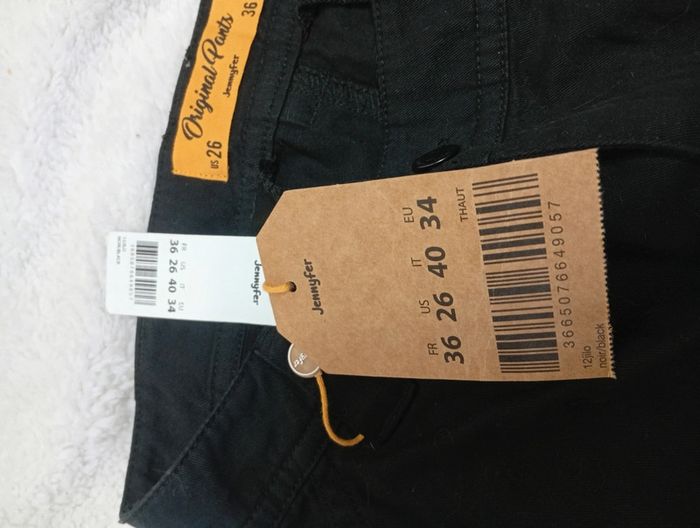 Original Pants
Jennyfer
US 26
36
Jennyfer
FR US IT EU
36 26 40 34
Jennyfer
FR US IT EU
36 26 40 34
THAUT
3665076649057
12jilo
noir/black